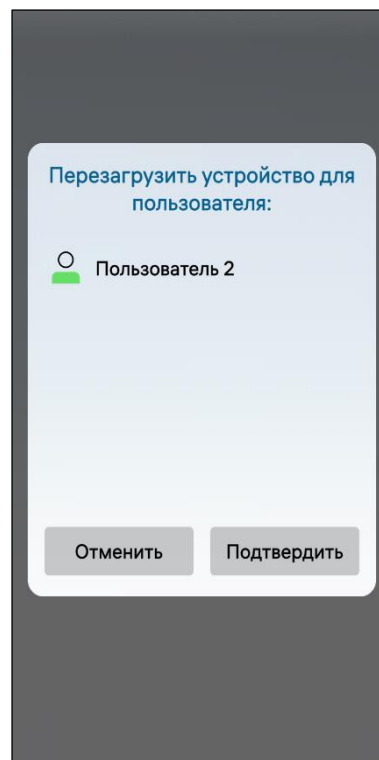 Перезагрузить устройство для
пользователя:
Пользователь 2
Отменить
Подтвердить